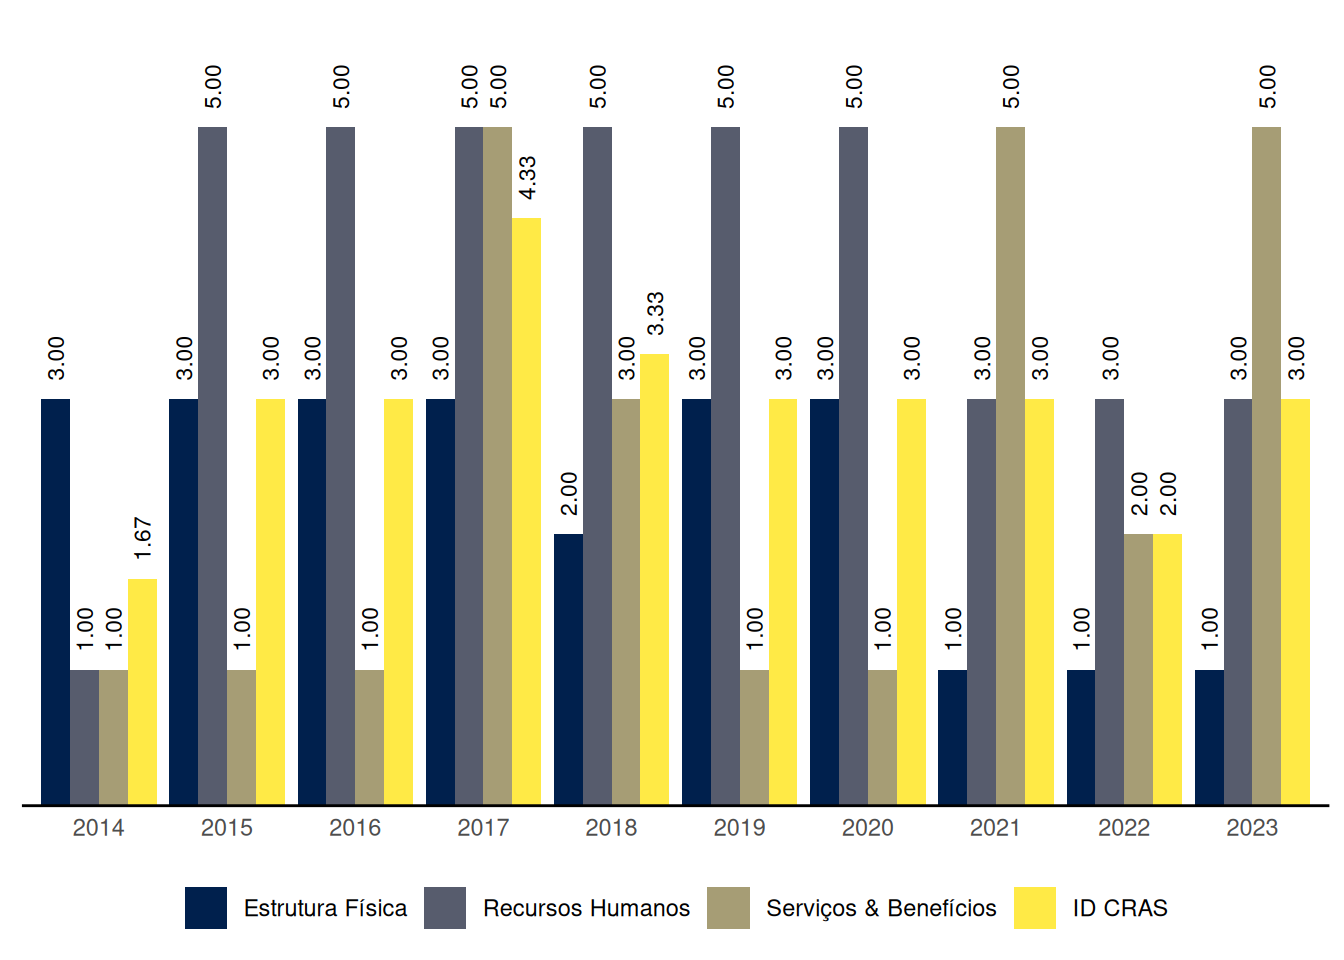 5.00 5.00 5.00 5.00 5.00 5.00 5.00 5.00 5.00
4.33
3.33
3.00 3.00 3.00 3.00 3.00 3.00 3.00 3.00 3.00 3.00 3.00 3.00 3.00 3.00 3.00 3.00
2.00 2.00 2.00
1.67
1.00 1.00 1.00 1.00 1.00 1.00 1.00 1.00 1.00
2014 2015 2016 2017 2018 2019 2020 2021 2022 2023
Estrutura Física Recursos Humanos Serviços & Benefícios ID CRAS